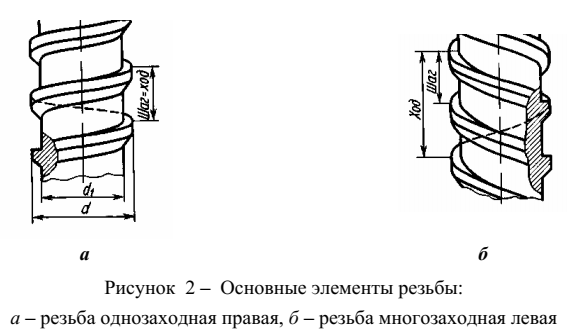 Шаг=ход
d₁
d
Ход
Шаг
а
б
Рисунок 2 – Основные элементы резьбы:
а – резьба однозаходная правая, б – резьба многозаходная левая